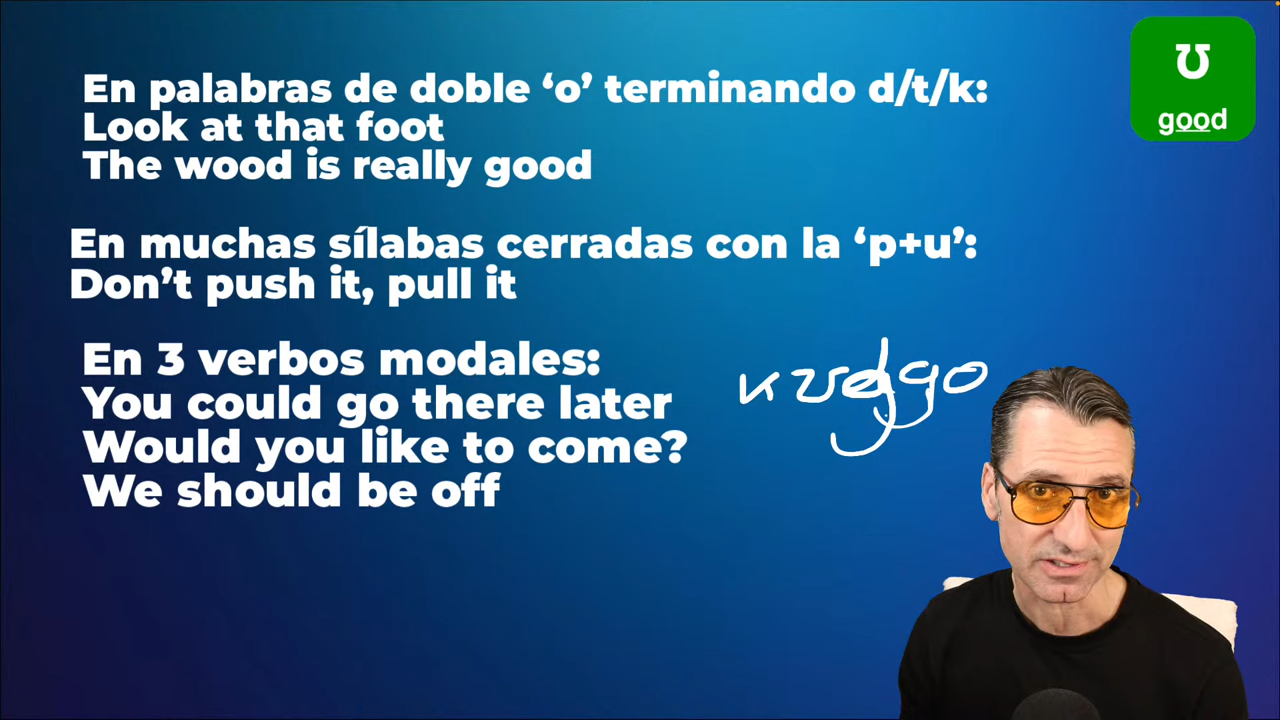 En palabras de doble ‘o’ terminando d/t/k:
Look at that foot
The wood is really good
ʊ
good
En muchas sílabas cerradas con la ‘p+u’:
Don’t push it, pull it
En 3 verbos modales:
You could go there later
Would you like to come?
We should be off